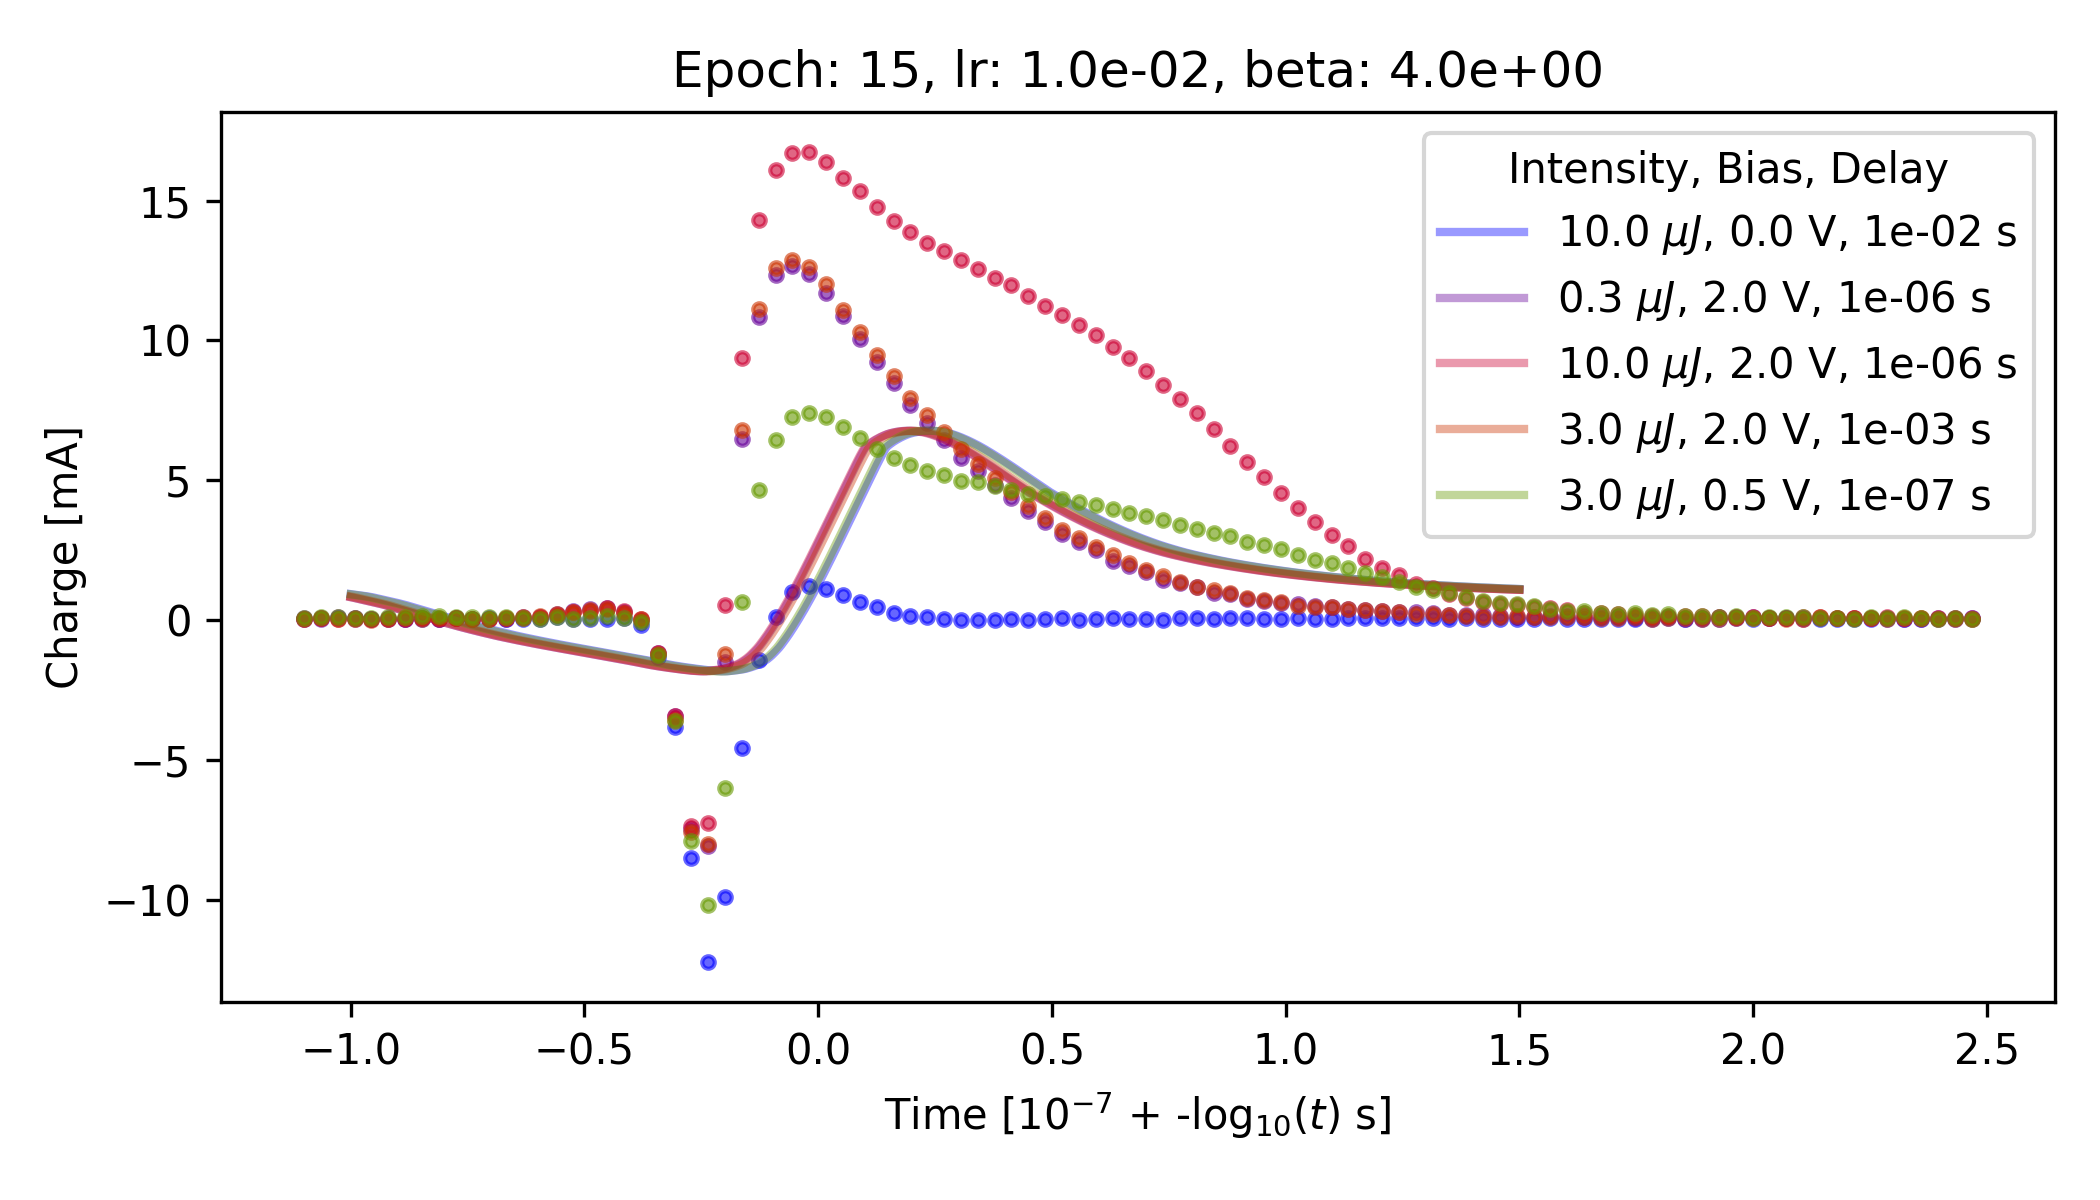 Epoch: 15, lr: 1.0e-02, beta: 4.0e+00
Charge [mA]
15
10
5
0
−5
−10
Intensity, Bias, Delay
10.0 μJ, 0.0 V, 1e-02 s
0.3 μJ, 2.0 V, 1e-06 s
10.0 μJ, 2.0 V, 1e-06 s
3.0 μJ, 2.0 V, 1e-03 s
3.0 μJ, 0.5 V, 1e-07 s
−1.0 −0.5 0.0 0.5 1.0 1.5 2.0 2.5
Time [10⁻⁷ + -log₁₀(t) s]